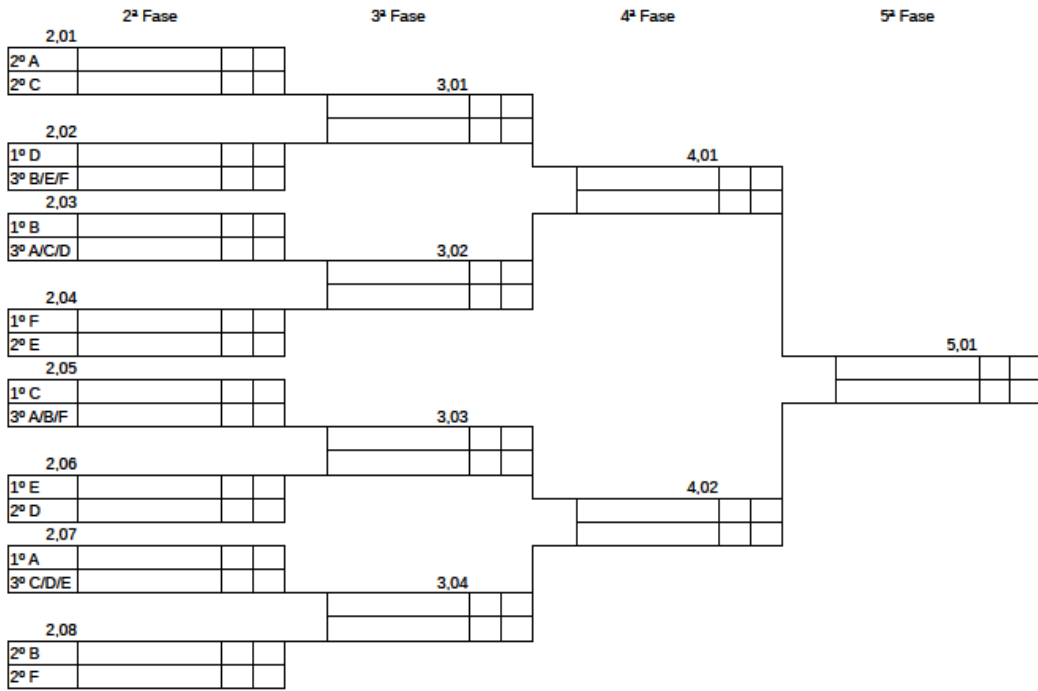 2ª Fase 3ª Fase 4ª Fase 5ª Fase
2,01
2º A
2º C
3,01
2,02
1º D
3º B/E/F
4,01
2,03
1º B
3º A/C/D
3,02
2,04
1º F
2º E
5,01
2,05
1º C
3º A/B/F
3,03
2,06
1º E
2º D
4,02
2,07
1º A
3º C/D/E
3,04
2,08
2º B
2º F